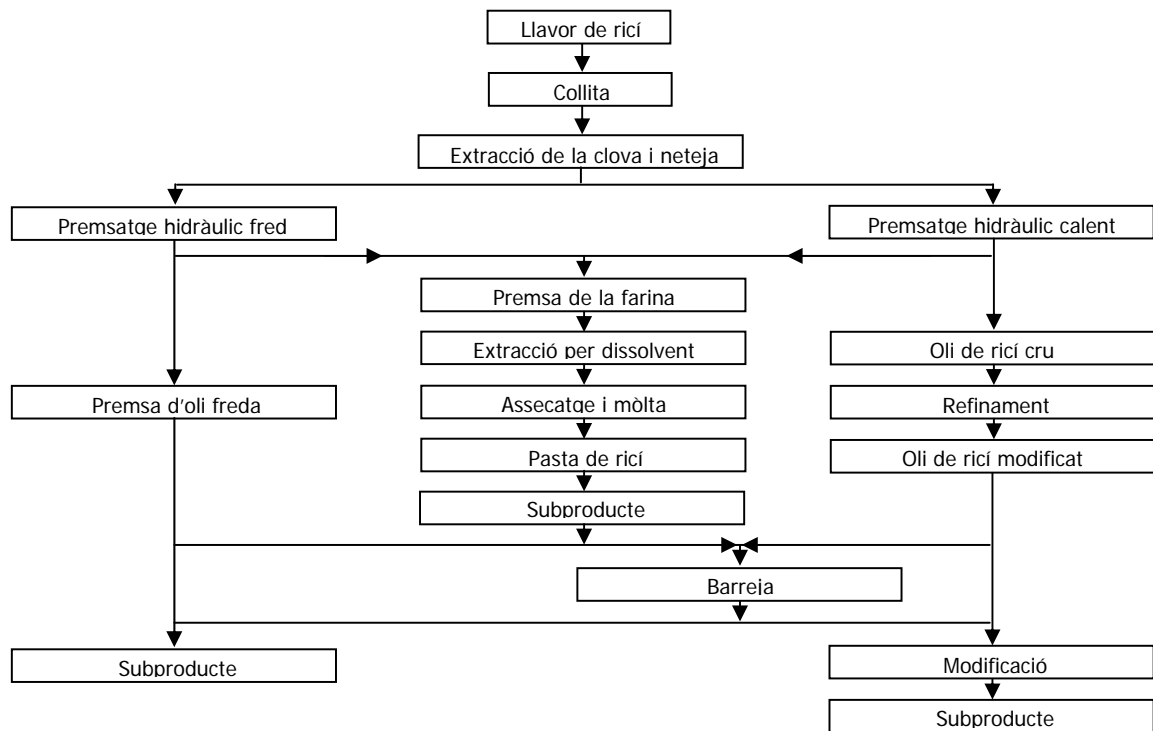 Llavor de ricí
Collita
Extracció de la clova i neteja
Premsatge hidràulic fred
Premsatge hidràulic calent
Premsa de la farina
Extracció per dissolvent
Oli de ricí cru
Premsa d'oli freda
Assecatge i mòlta
Refinament
Pasta de ricí
Oli de ricí modificat
Subproducte
Barreja
Subproducte
Modificació
Subproducte